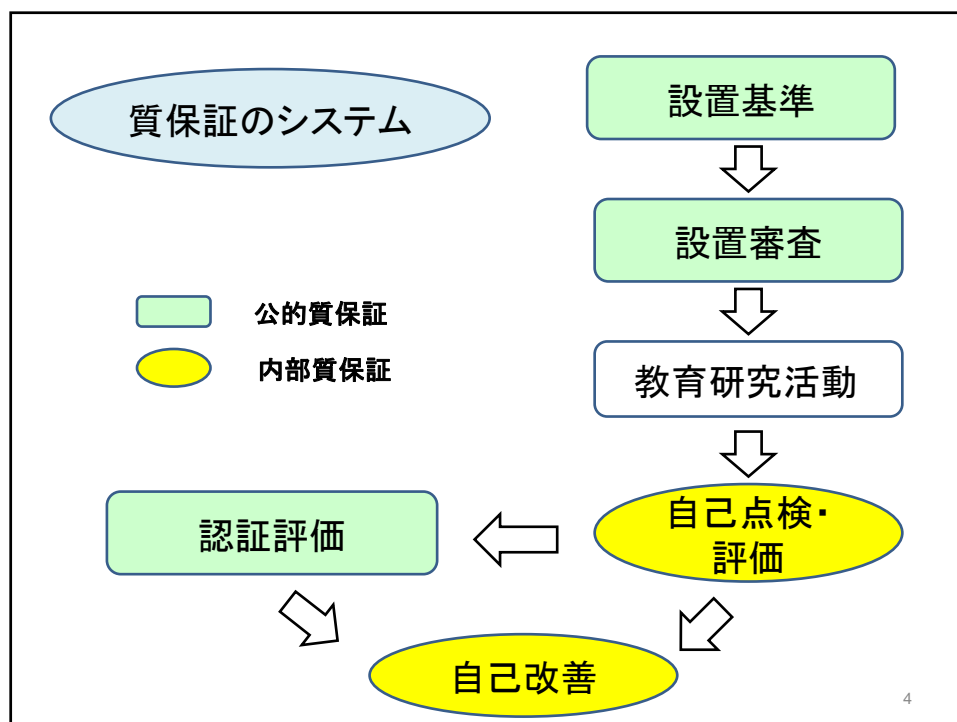 質保証のシステム
設置基準
設置審査
公的質保証
内部質保証
教育研究活動
自己点検・
評価
認証評価
自己改善
4